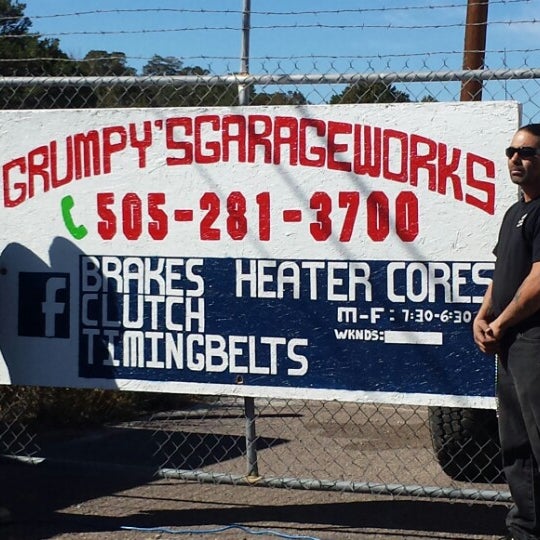 GRUMPY'SGARAGEWORKS
505-281-3700
f
BRAKES HEATER CORES
CLUTCH M-F: 7:30-6:30
WKNDS:
TIMINGBELTS